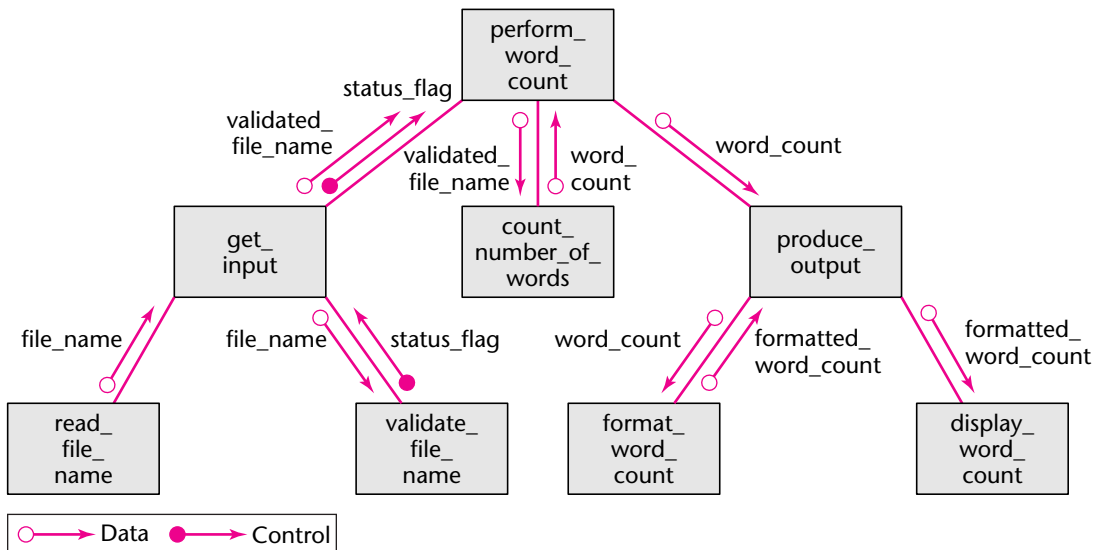 perform_
word_
count
status_flag
validated_
file_name
validated_
file_name
word_
count
word_count
get_
input
count_
number_of_
words
produce_
output
file_name
file_name
status_flag
word_count
formatted_
word_count
formatted_
word_count
read_
file_
name
validate_
file_
name
format_
word_
count
display_
word_
count
Data
Control